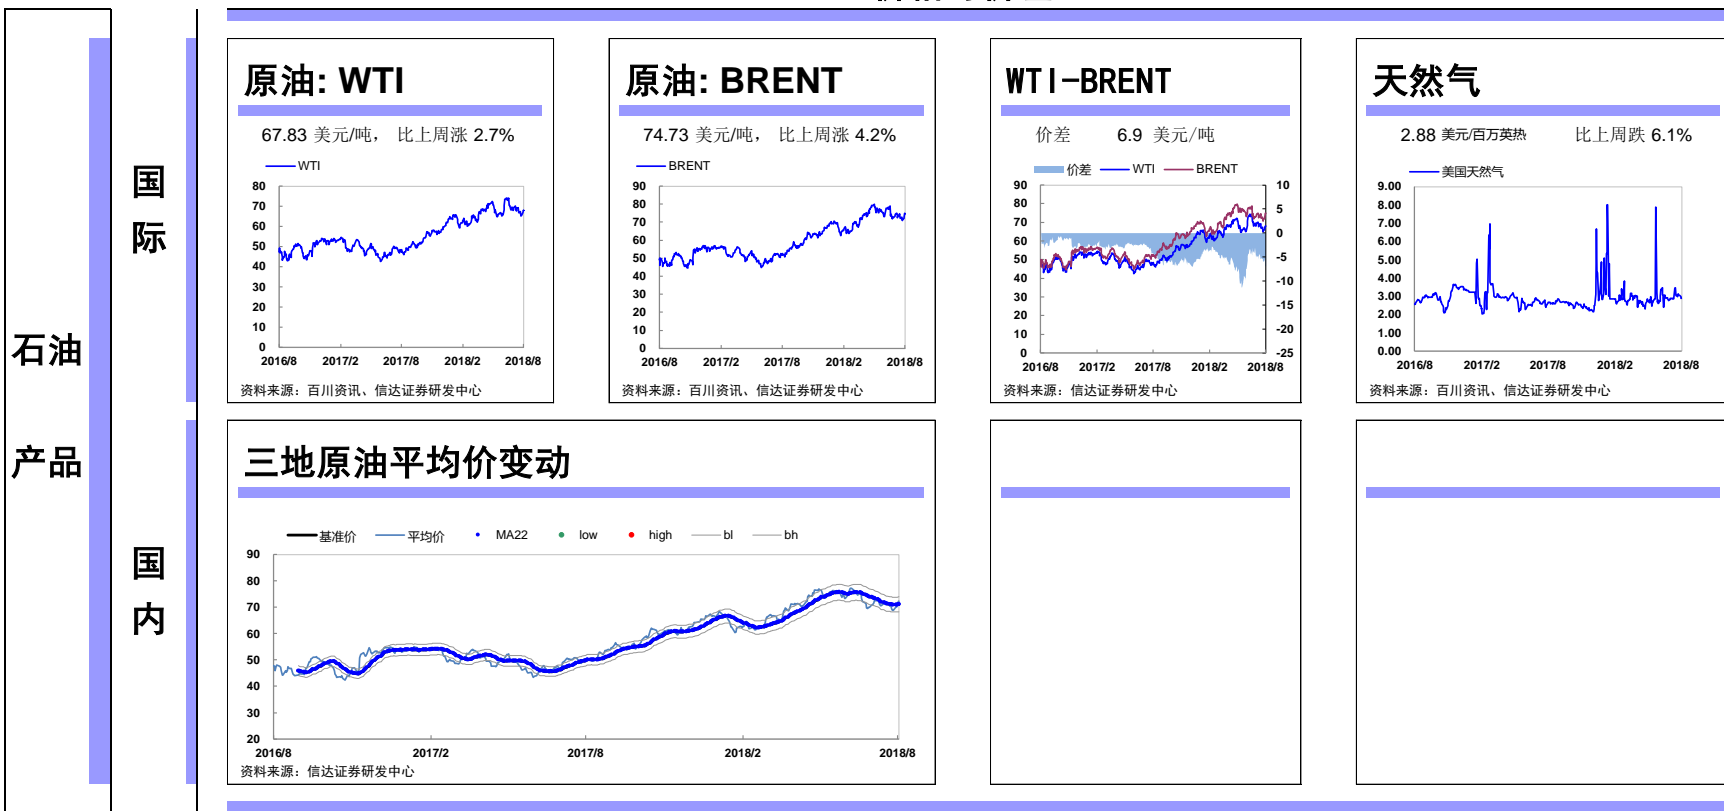 石油
产品
国
际
国
内
原油: WTI
67.83 美元/吨， 比上周涨 2.7%
WTI
80
70
60
50
40
30
20
10
0
2016/8 2017/2 2017/8 2018/2 2018/8
资料来源：百川资讯、信达证券研发中心
原油: BRENT
74.73 美元/吨， 比上周涨 4.2%
BRENT
90
80
70
60
50
40
30
20
10
0
2016/8 2017/2 2017/8 2018/2 2018/8
资料来源：百川资讯、信达证券研发中心
WTI-BRENT
价差 6.9 美元/吨
价差 WTI BRENT
90
80
70
60
50
40
30
20
10
0
10
5
0
-5
-10
-15
-20
-25
2016/8 2017/2 2017/8 2018/2 2018/8
资料来源：信达证券研发中心
天然气
2.88 美元/百万英热 比上周跌 6.1%
美国天然气
9.00
8.00
7.00
6.00
5.00
4.00
3.00
2.00
1.00
0.00
2016/8 2017/2 2017/8 2018/2 2018/8
资料来源：百川资讯、信达证券研发中心
三地原油平均价变动
基准价 平均价 MA22 low high bl bh
90
80
70
60
50
40
30
20
2016/8 2017/2 2017/8 2018/2 2018/8
资料来源：信达证券研发中心